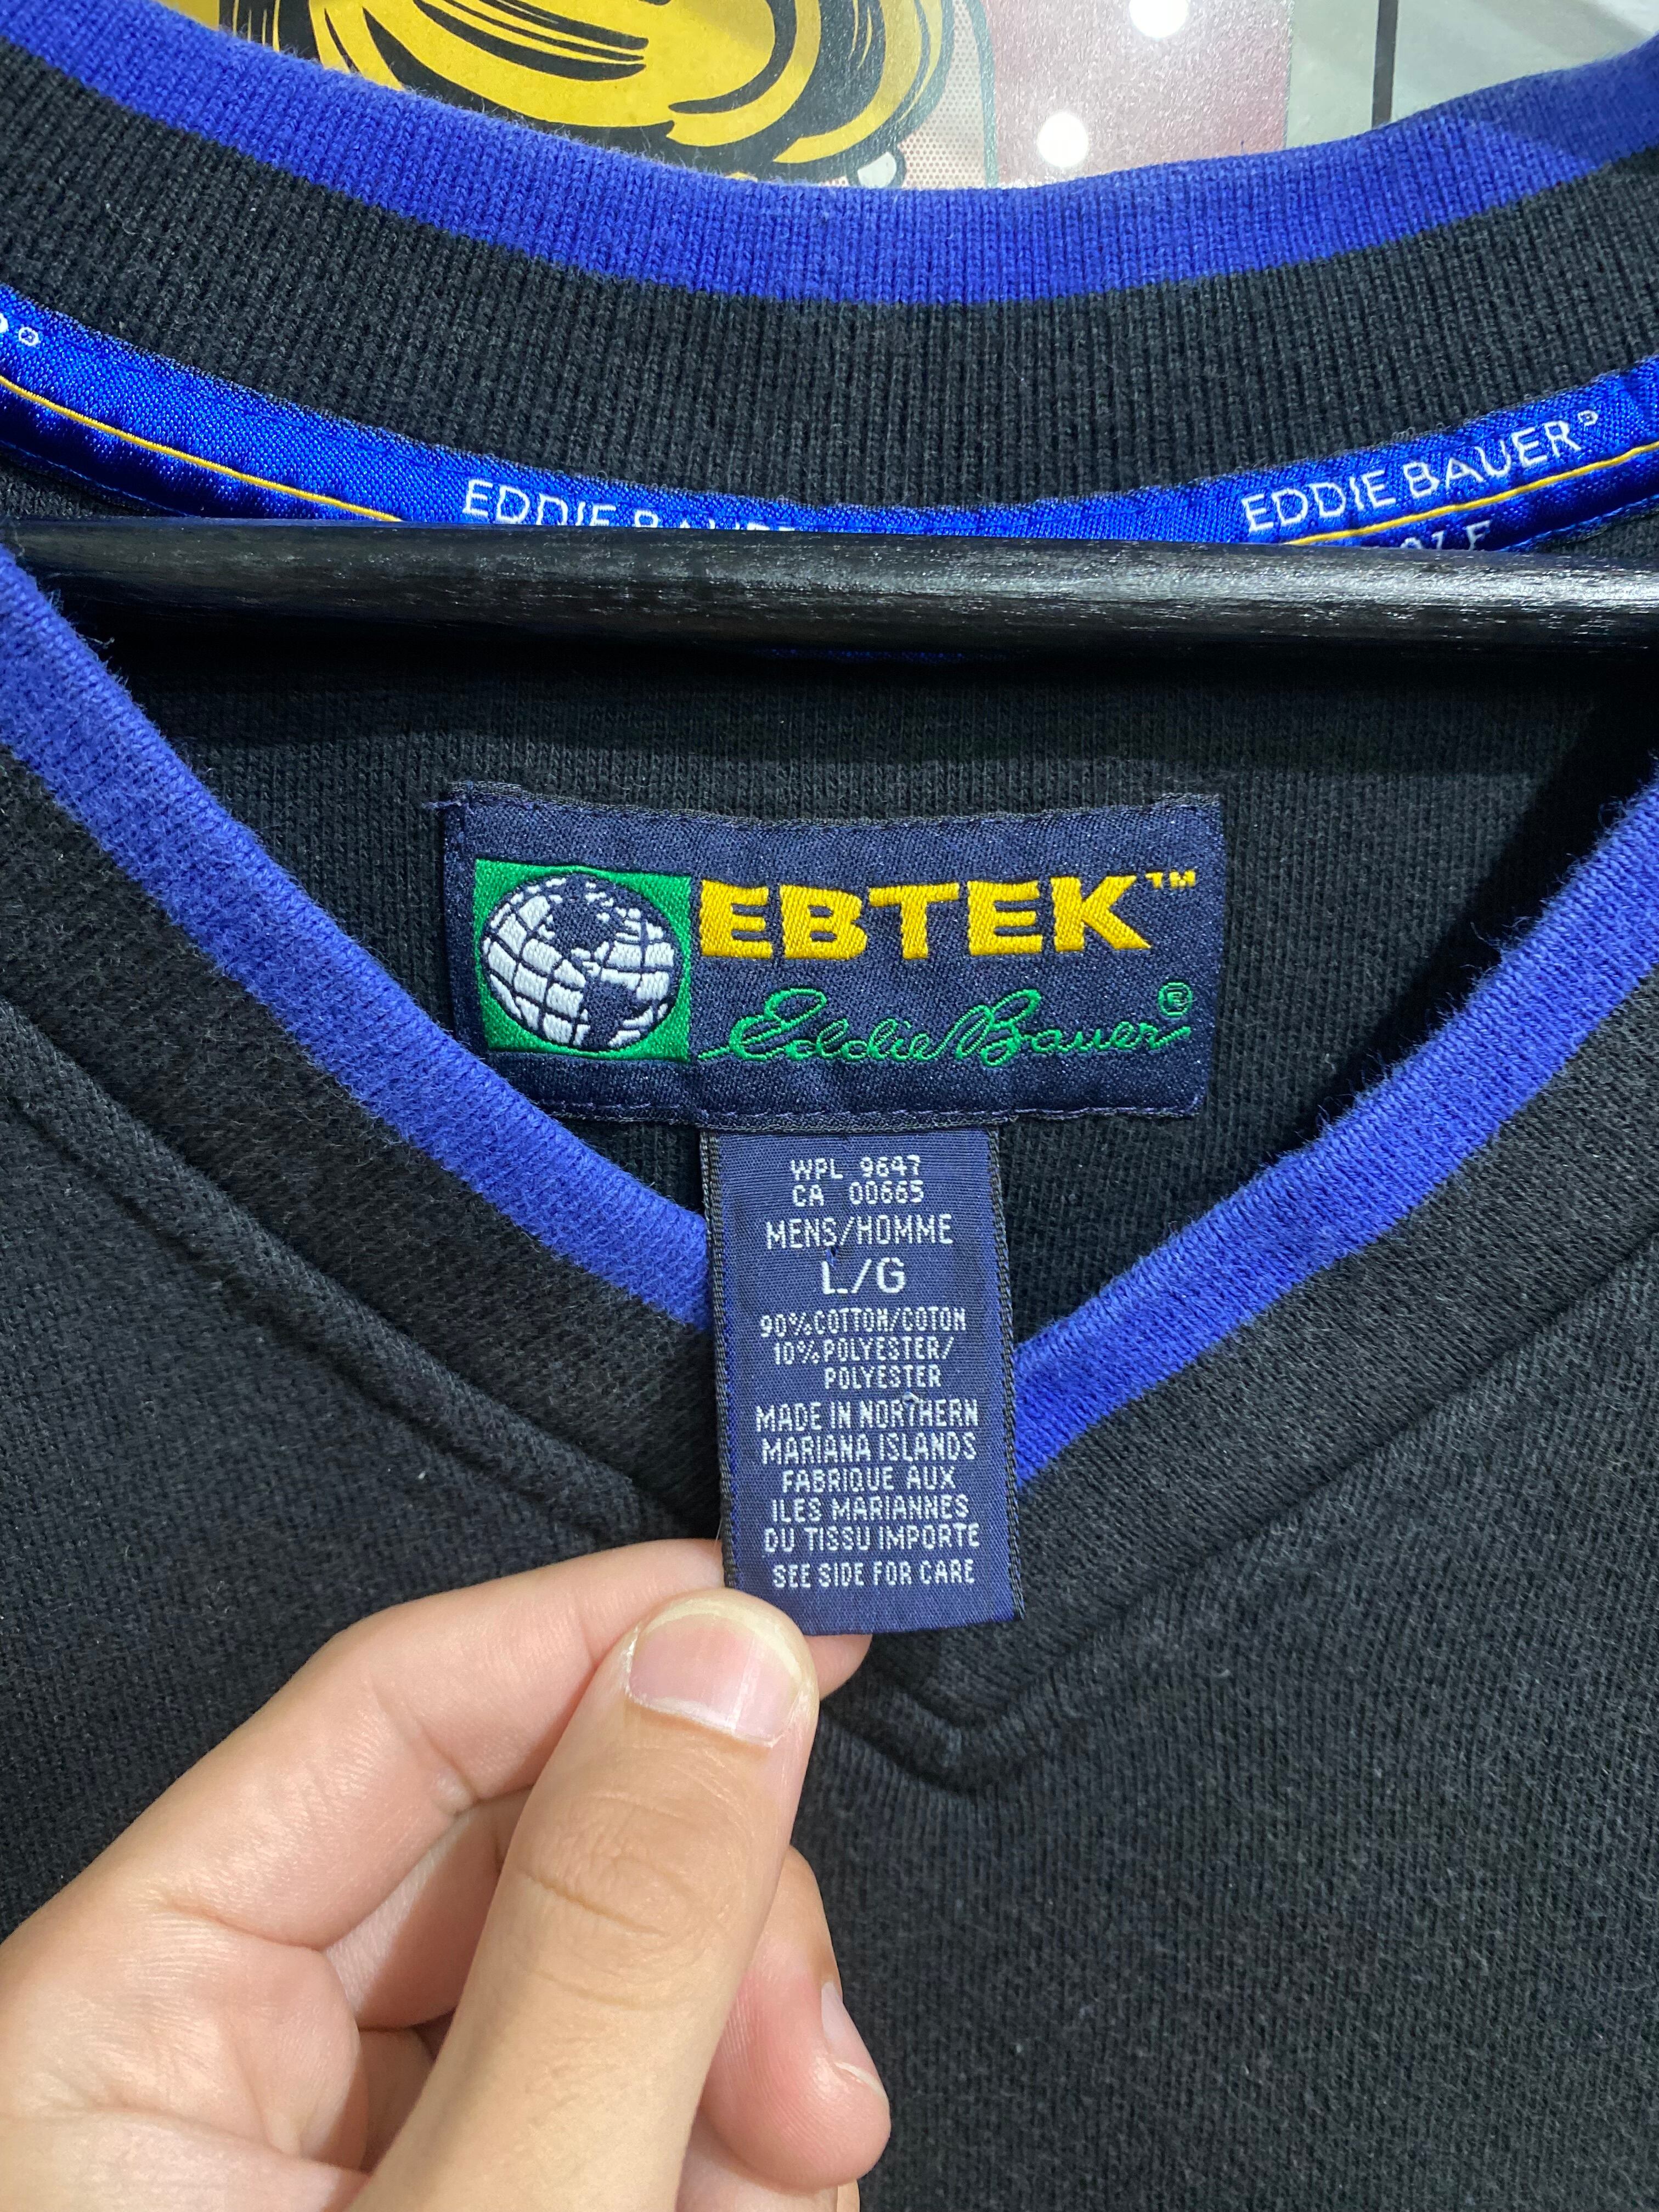 EDDIE BAUER®
EDDIE BAUER
EBTEK™
Eddie Bauer®
WPL 9647
CA 00665
MENS/HOMME
L/G
90%COTTON/COTON
10%POLYESTER/
POLYESTER
MADE IN NORTHERN
MARIANA ISLANDS
FABRIQUE AUX
ILES MARIANNES
DU TISSU IMPORTE
SEE SIDE FOR CARE